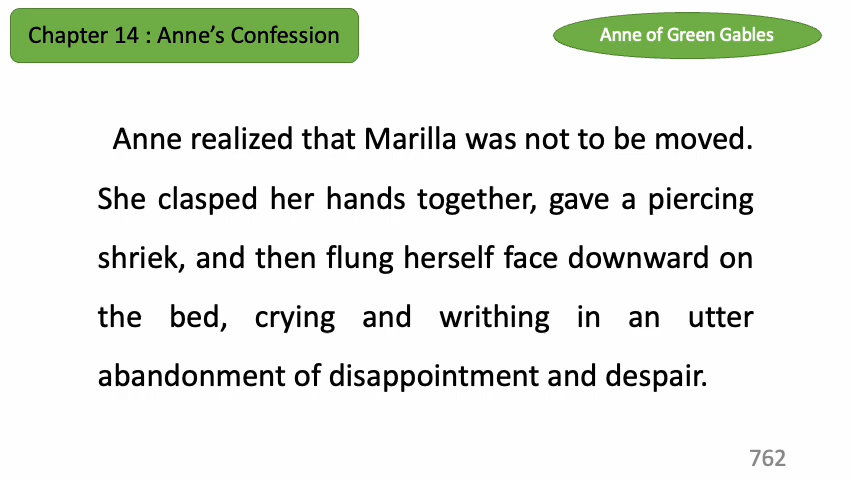 Chapter 14 : Anne’s Confession
Anne of Green Gables
Anne realized that Marilla was not to be moved.
She clasped her hands together, gave a piercing
shriek, and then flung herself face downward on
the bed, crying and writhing in an utter
abandonment of disappointment and despair.
762